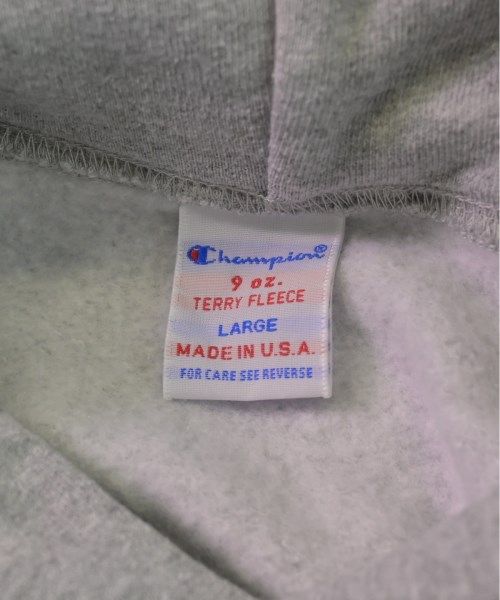 Champion®
9 oz.
TERRY FLEECE
LARGE
MADE IN U.S.A.
FOR CARE SEE REVERSE